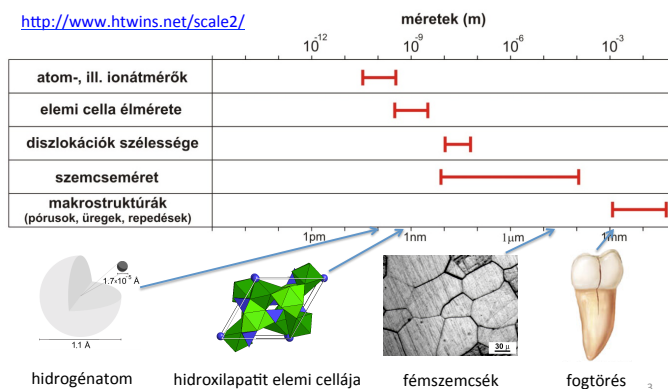 http://www.htwins.net/scale2/
méretek (m)
10-12 10-9 10-6 10-3
atom-, ill. ionátmérők
elemi cella élmérete
diszlokációk szélessége
szemcseméret
makrostruktúrák
(pórusok, üregek, repedések)
1pm 1nm 1µm 1mm
1.7×10-5 Å
1.1 Å
30 µ
hidrogénatom hidroxilapatit elemi cellája fémszemcsék fogtörés
3